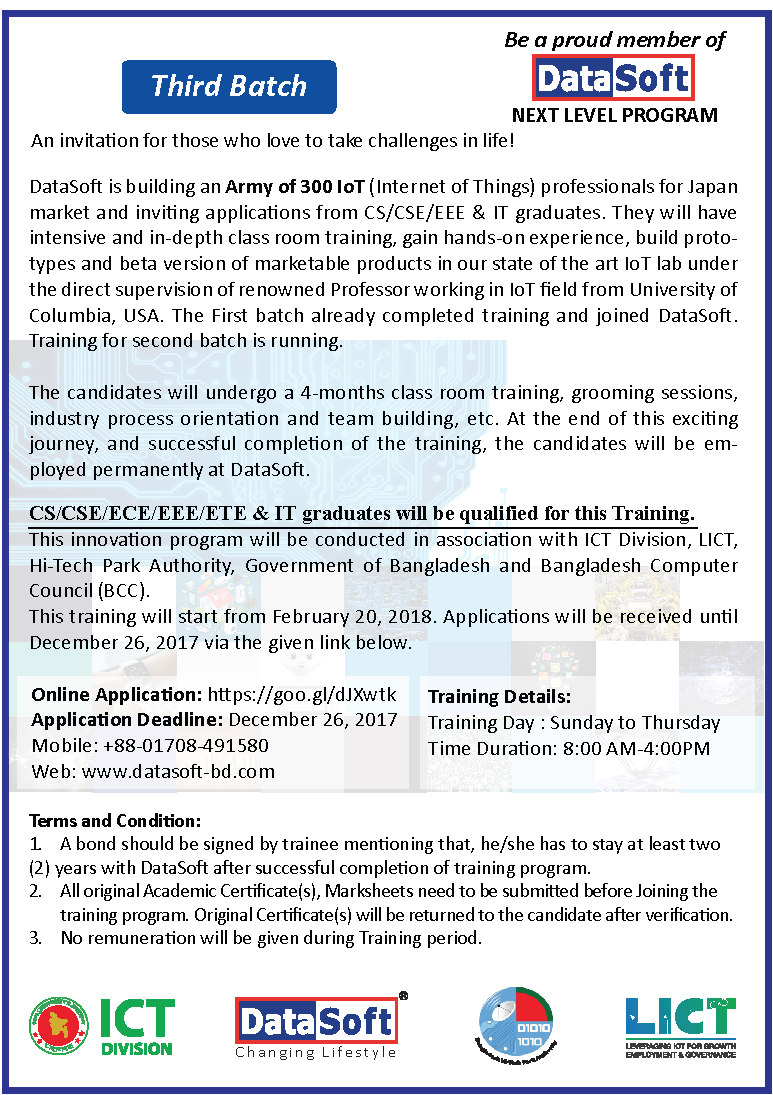 Be a proud member of
Third Batch
DataSoft
NEXT LEVEL PROGRAM
An invitation for those who love to take challenges in life!
DataSoft is building an Army of 300 IoT (Internet of Things) professionals for Japan
market and inviting applications from CS/CSE/EEE & IT graduates. They will have
intensive and in-depth class room training, gain hands-on experience, build proto-
types and beta version of marketable products in our state of the art IoT lab under
the direct supervision of renowned Professor working in IoT field from University of
Columbia, USA. The First batch already completed training and joined DataSoft.
Training for second batch is running.
The candidates will undergo a 4-months class room training, grooming sessions,
industry process orientation and team building, etc. At the end of this exciting
journey, and successful completion of the training, the candidates will be em-
ployed permanently at DataSoft.
CS/CSE/ECE/EEE/ETE & IT graduates will be qualified for this Training.
This innovation program will be conducted in association with ICT Division, LICT,
Hi-Tech Park Authority, Government of Bangladesh and Bangladesh Computer
Council (BCC).
This training will start from February 20, 2018. Applications will be received until
December 26, 2017 via the given link below.
Online Application: https://goo.gl/dJXwtk
Application Deadline: December 26, 2017
Mobile: +88-01708-491580
Web: www.datasoft-bd.com
Training Details:
Training Day : Sunday to Thursday
Time Duration: 8:00 AM-4:00PM
Terms and Condition:
1. A bond should be signed by trainee mentioning that, he/she has to stay at least two
(2) years with DataSoft after successful completion of training program.
2. All original Academic Certificate(s), Marksheets need to be submitted before Joining the
training program. Original Certificate(s) will be returned to the candidate after verification.
3. No remuneration will be given during Training period.
ICT
DIVISION
DataSoft ®
Changing Lifestyle
01010
1010
LICT
LEVERAGING ICT FOR GROWTH
EMPLOYMENT & GOVERNANCE